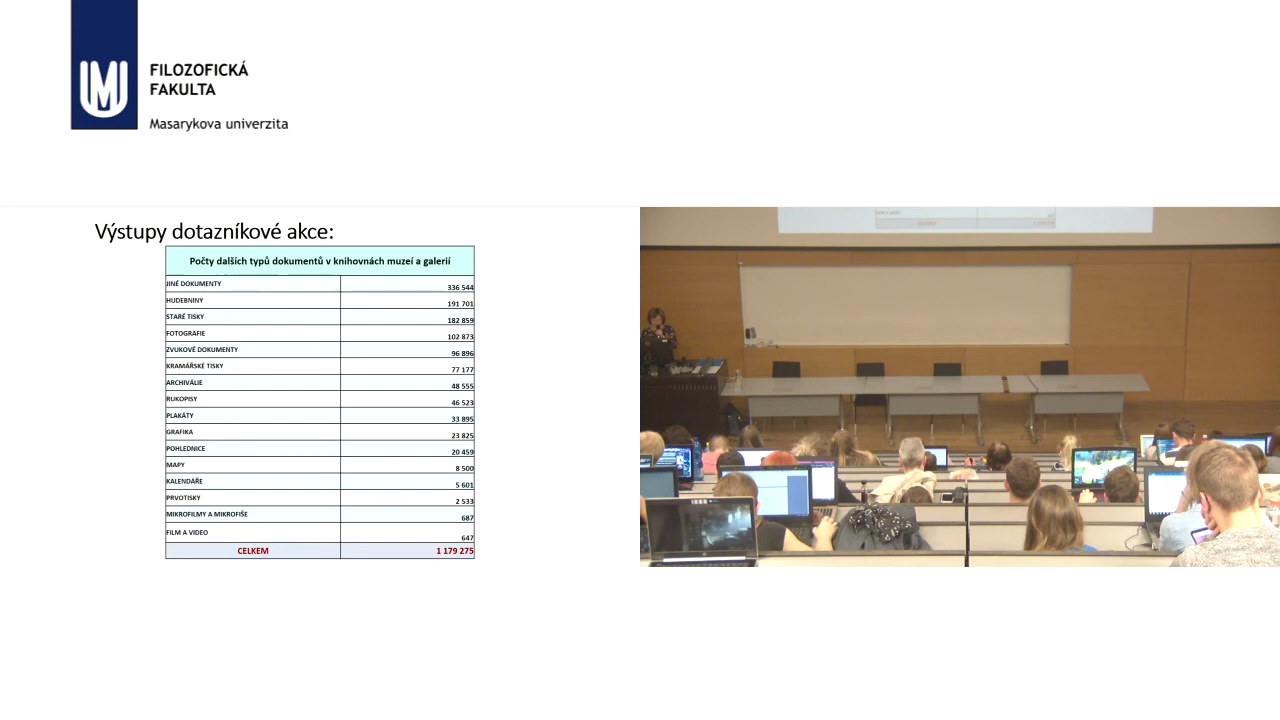 FILOZOFICKÁ
FAKULTA
Masarykova univerzita
Výstupy dotazníkové akce:
Počty dalších typů dokumentů v knihovnách muzeí a galerií
JINÉ DOKUMENTY 336 544
HUDEBNINY 191 701
STARÉ TISKY 182 859
FOTOGRAFIE 102 873
ZVUKOVÉ DOKUMENTY 96 896
KRAMÁŘSKÉ TISKY 77 177
ARCHIVÁLIE 48 555
RUKOPISY 46 523
PLAKÁTY 33 895
GRAFIKA 23 825
POHLEDNICE 20 459
MAPY 8 500
KALENDÁŘE 5 601
PRVOTISKY 2 533
MIKROFILMY A MIKROFIŠE 687
FILM A VIDEO 647
CELKEM 1 179 275